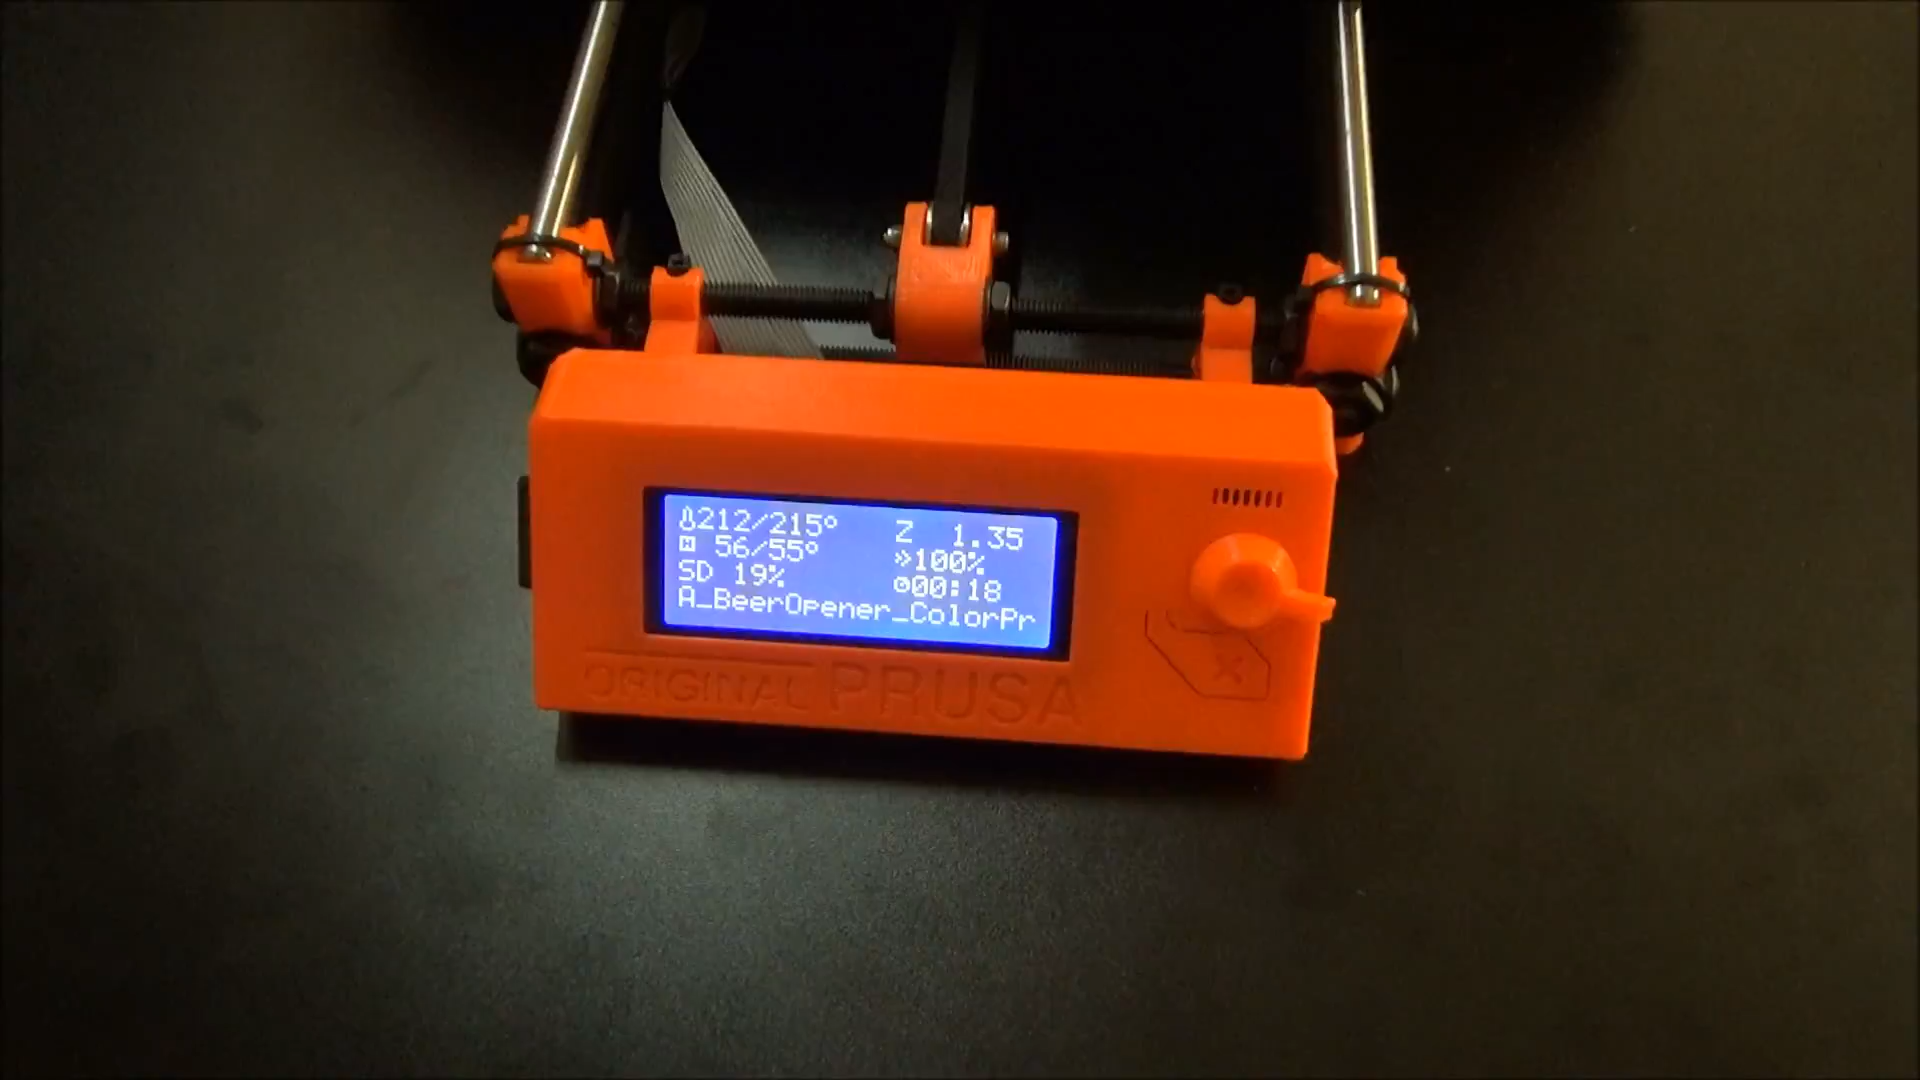 212/215° Z 1.35
56/55° »100%
SD 19% 00:18
A_BeerOpener_ColorPr
ORIGINAL PRUSA